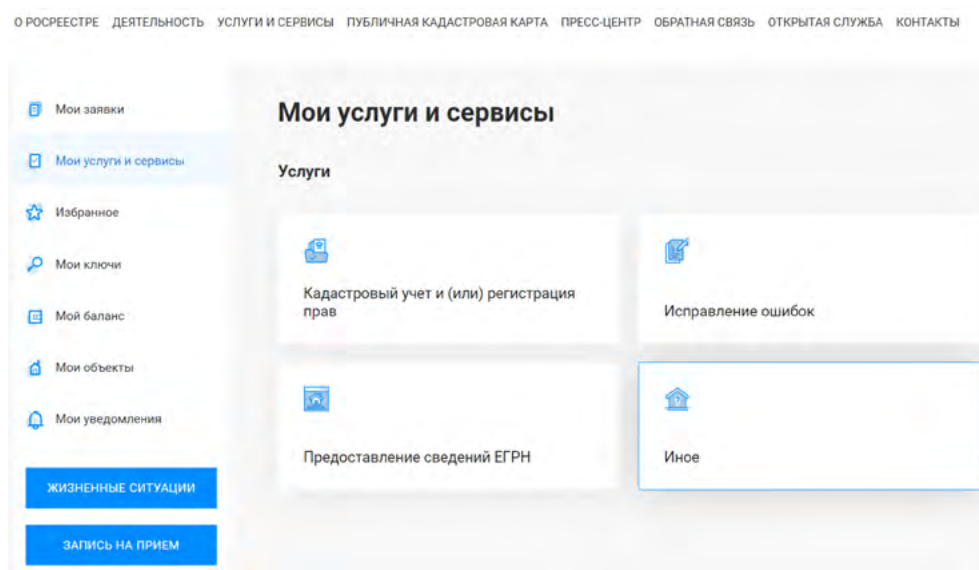 О РОСРЕЕСТРЕ ДЕЯТЕЛЬНОСТЬ УСЛУГИ И СЕРВИСЫ ПУБЛИЧНАЯ КАДАСТРОВАЯ КАРТА ПРЕСС-ЦЕНТР ОБРАТНАЯ СВЯЗЬ ОТКРЫТАЯ СЛУЖБА КОНТАКТЫ
Мои заявки
Мои услуги и сервисы
Избранное
Мои ключи
Мой баланс
Мои объекты
Мои уведомления
ЖИЗНЕННЫЕ СИТУАЦИИ
ЗАПИСЬ НА ПРИЕМ
Мои услуги и сервисы
Услуги
Кадастровый учет и (или) регистрация
прав
Исправление ошибок
Предоставление сведений ЕГРН
Иное